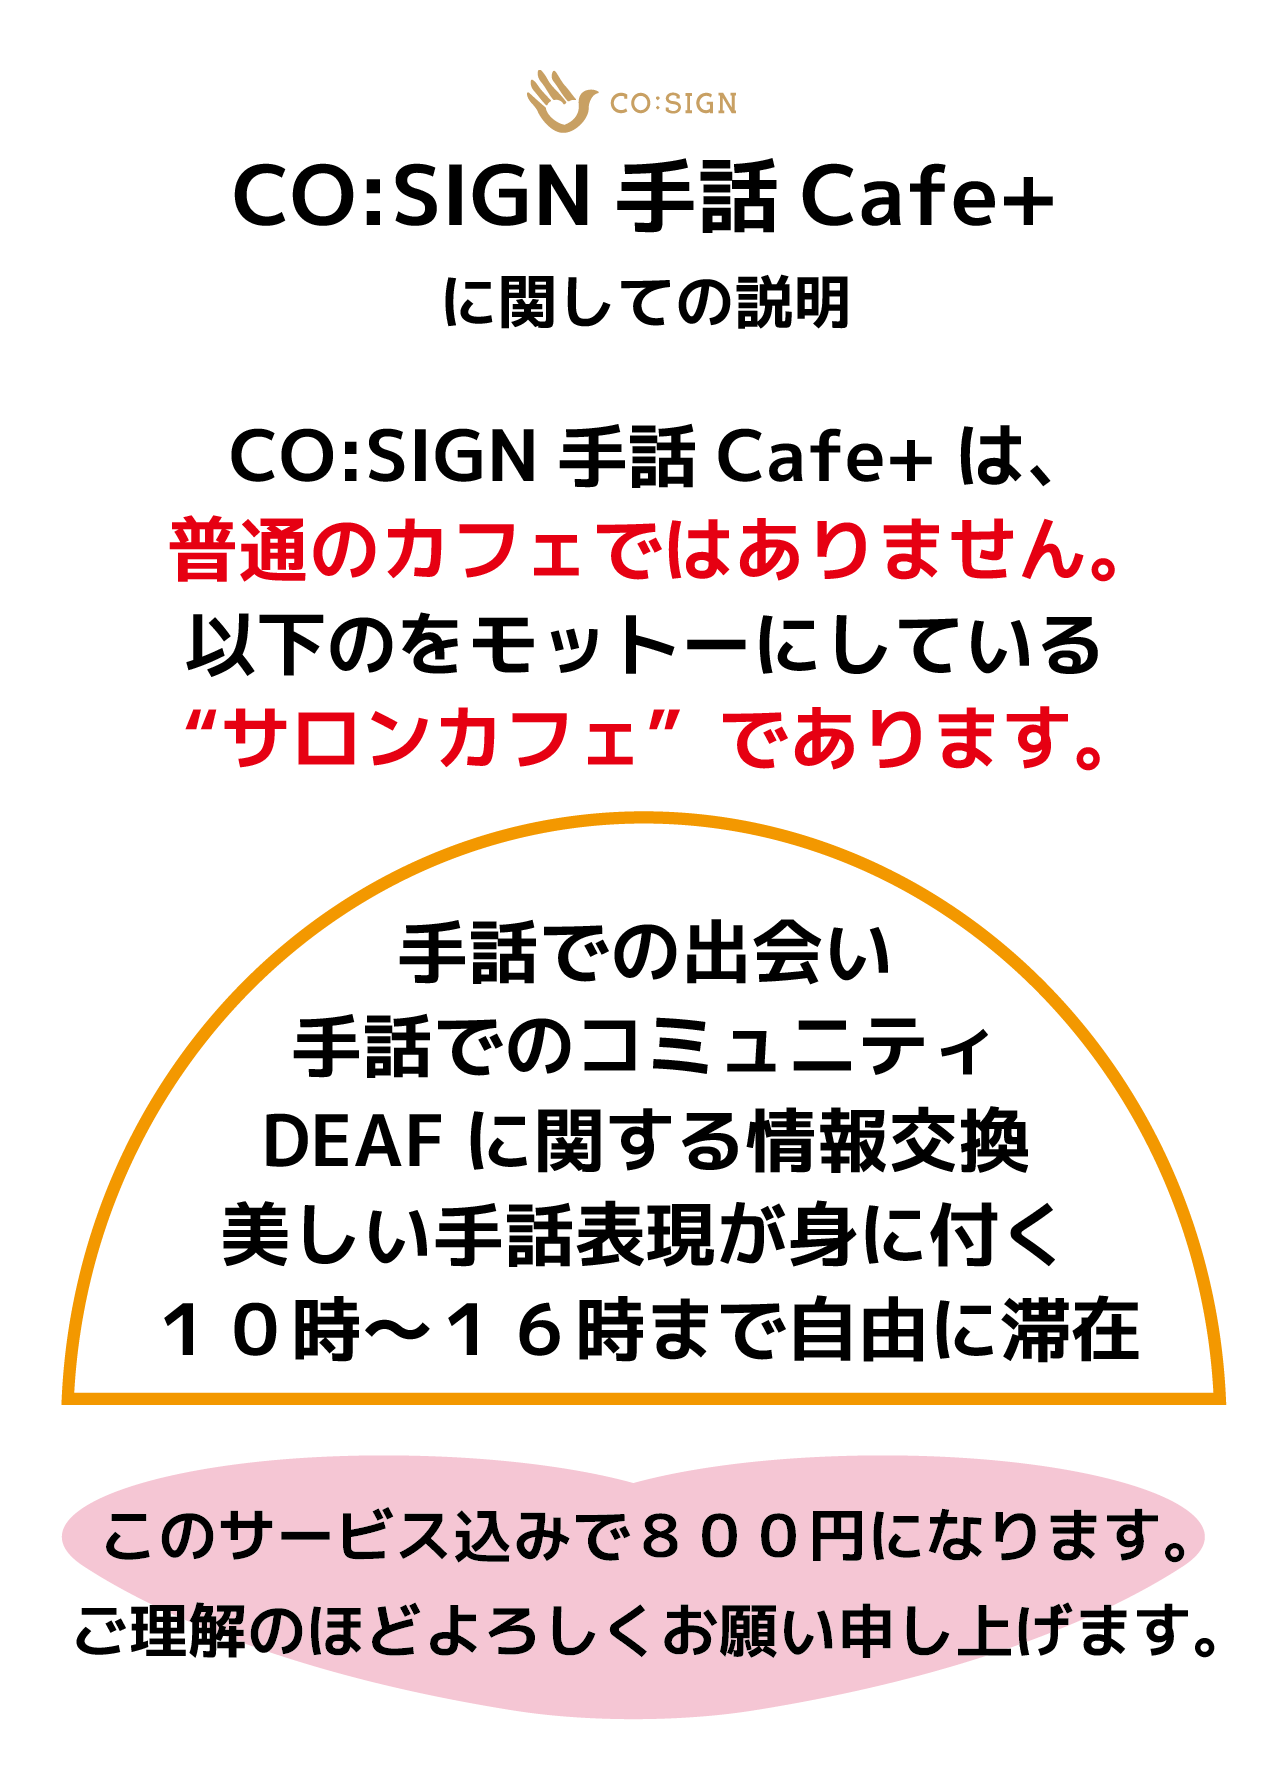 CO:SIGN
CO:SIGN 手話 Cafe+
に関しての説明
CO:SIGN 手話 Cafe+ は、
普通のカフェではありません。
以下のをモットーにしている
“サロンカフェ” であります。
手話での出会い
手話でのコミュニティ
DEAF に関する情報交換
美しい手話表現が身に付く
１０時～１６時まで自由に滞在
このサービス込みで８００円になります。
ご理解のほどよろしくお願い申し上げます。